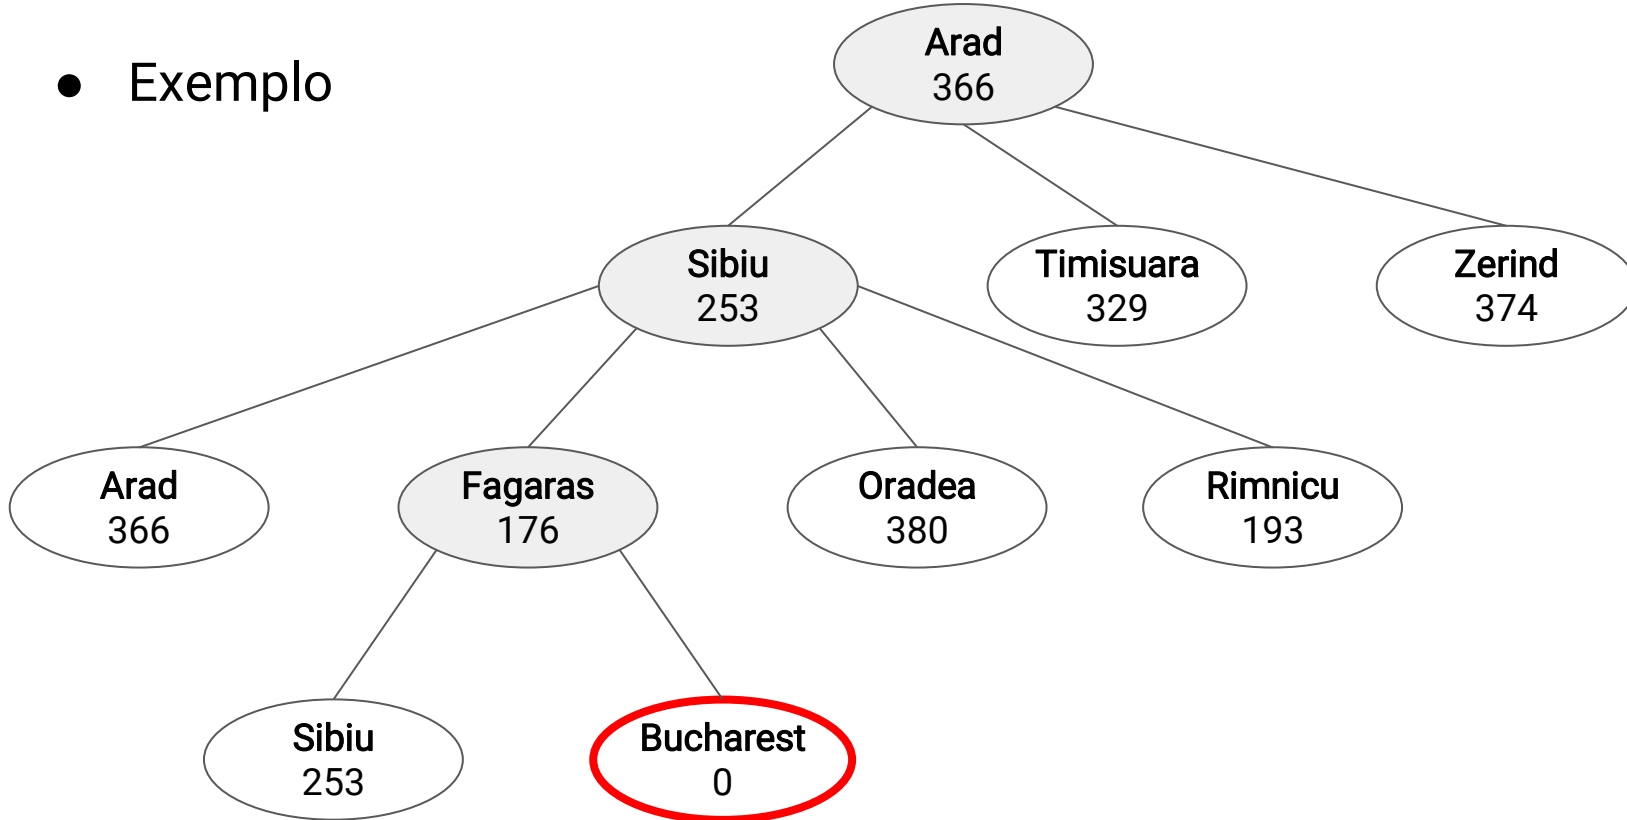 ● Exemplo
Arad
366
Sibiu
253
Timisuara
329
Zerind
374
Arad
366
Fagaras
176
Oradea
380
Rimnicu
193
Sibiu
253
Bucharest
0